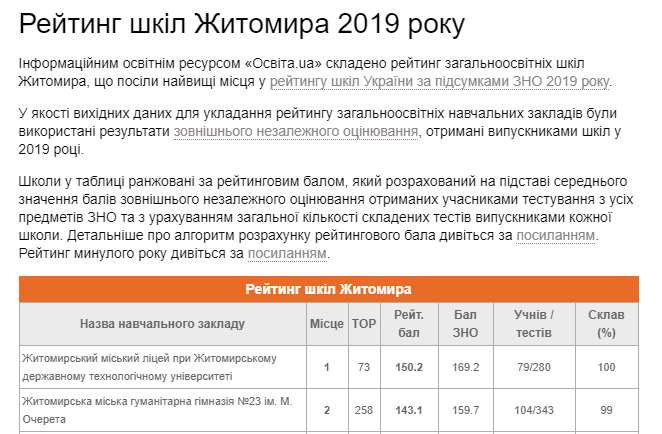 Рейтинг шкіл Житомира 2019 року
Інформаційним освітнім ресурсом «Освіта.ua» складено рейтинг загальноосвітніх шкіл
Житомира, що посіли найвищі місця у рейтингу шкіл України за підсумками ЗНО 2019 року.
У якості вихідних даних для укладання рейтингу загальноосвітніх навчальних закладів були
використані результати зовнішнього незалежного оцінювання, отримані випускниками шкіл у
2019 році.
Школи у таблиці ранжовані за рейтинговим балом, який розрахований на підставі середнього
значення балів зовнішнього незалежного оцінювання отриманих учасниками тестування з усіх
предметів ЗНО та з урахуванням загальної кількості складених тестів випускниками кожної
школи. Детальніше про алгоритм розрахунку рейтингового бала дивіться за посиланням.
Рейтинг минулого року дивіться за посиланням.
Рейтинг шкіл Житомира
Назва навчального закладу Місце TOP Рейт. бал Бал ЗНО Учнів / тестів Склав (%)
Житомирський міський ліцей при Житомирському
державному технологічному університеті 1 73 150.2 169.2 79/280 100
Житомирська міська гуманітарна гімназія №23 ім. М.
Очерета 2 258 143.1 159.7 104/343 99